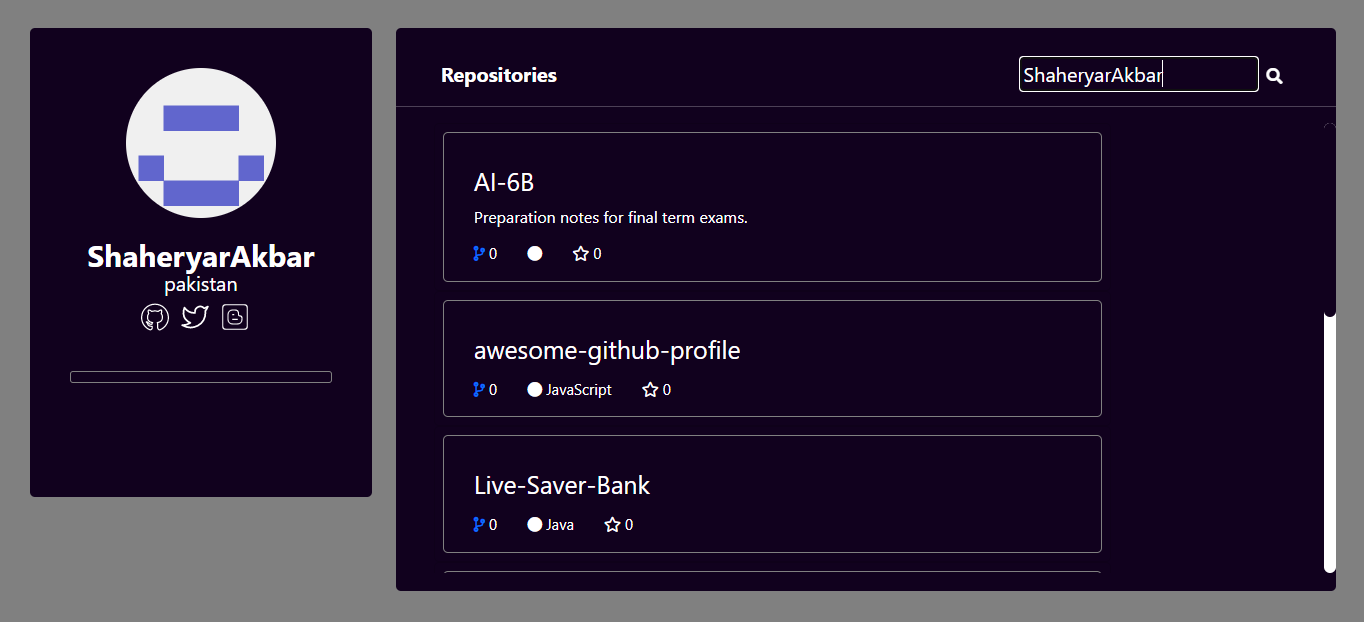 ShaheryarAkbar
pakistan
Repositories
ShaheryarAkbar
AI-6B
Preparation notes for final term exams.
0 0
awesome-github-profile
0 JavaScript 0
Live-Saver-Bank
0 Java 0